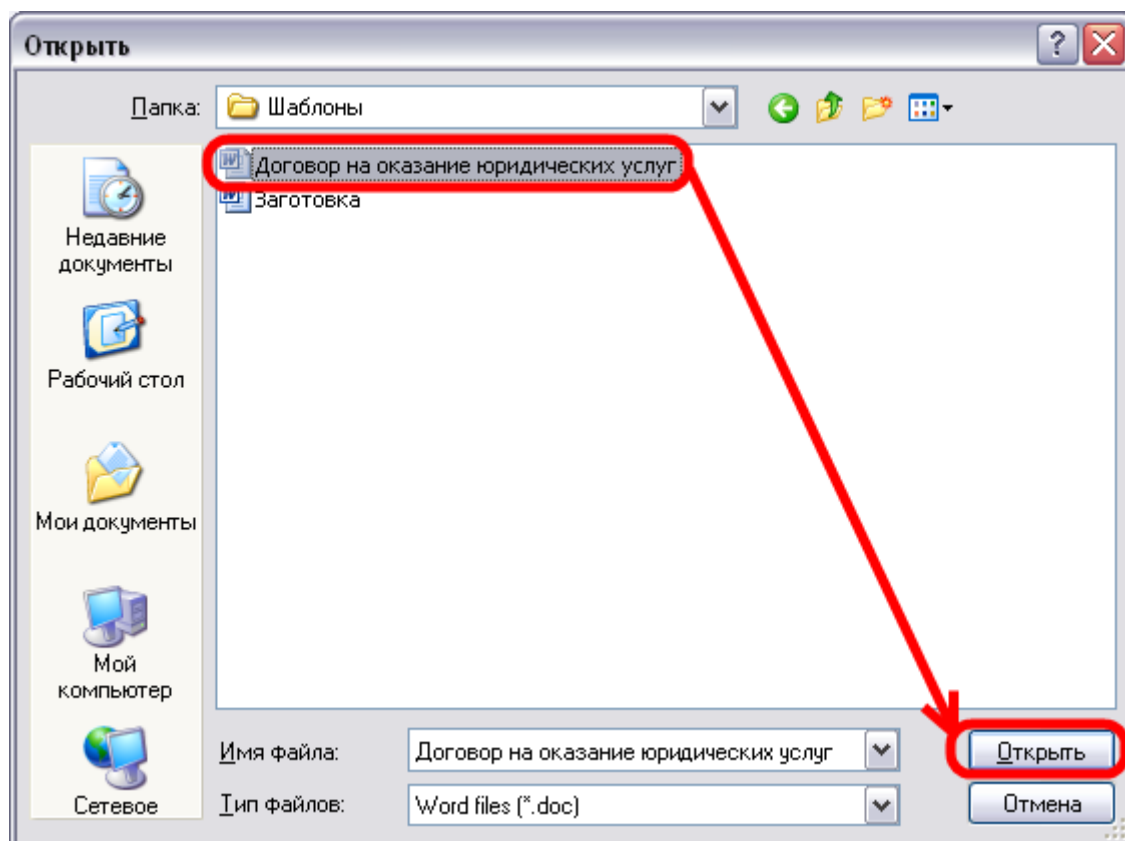 Открыть
Папка:
Шаблоны
Договор на оказание юридических услуг
Заготовка
Недавние
документы
Рабочий стол
Мои документы
Мой
компьютер
Сетевое
Имя файла:
Договор на оказание юридических услуг
Открыть
Тип файлов:
Word files (*.doc)
Отмена